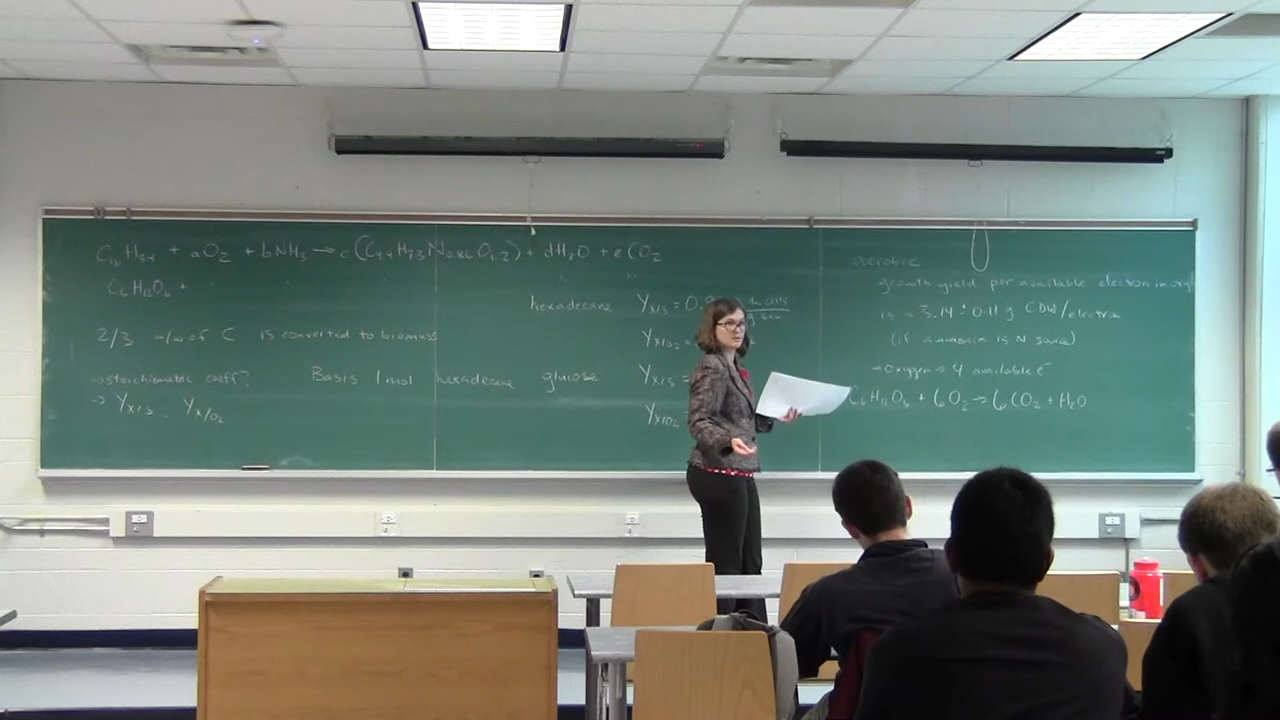 C16H34 + aO2 + bNH3 → c(C4.4H7.3N0.86O1.2) + dH2O + eCO2
C6H12O6 +
2/3 w/w of C is converted to biomass
→ stoichiometric coeff?
→ YX/S , YX/O2
Basis 1 mol hexadecane glucose
hexadecane YX/S = 0.
YX/O2 =
YX/S =
YX/O2
aerobic
growth yield per available electron in
is ≈ 3.14 ± 0.11 g CDW/electron
(if ammonia is N source)
→ Oxygen → 4 available e-
C6H12O6 + 6O2 → 6CO2 + H2O